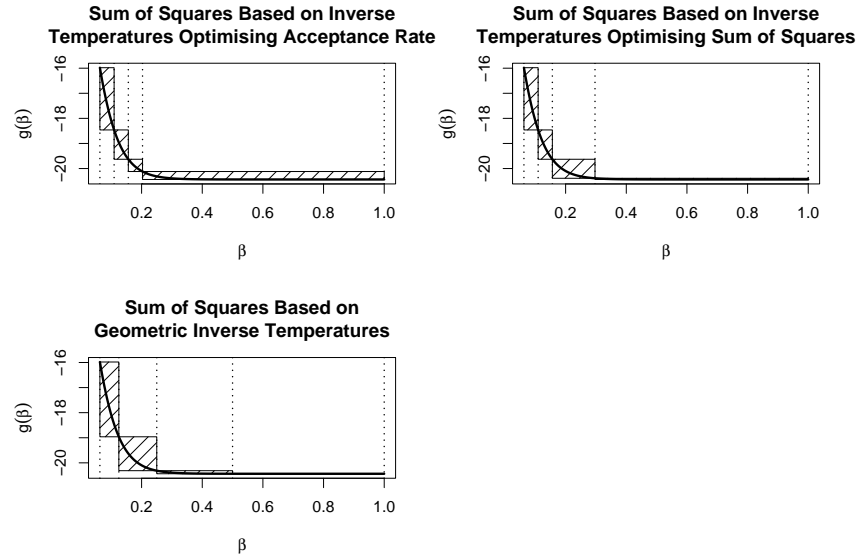 Sum of Squares Based on Inverse
Temperatures Optimising Acceptance Rate
g(β)
−16
−18
−20
0.2 0.4 0.6 0.8 1.0
β
Sum of Squares Based on Inverse
Temperatures Optimising Sum of Squares
g(β)
−16
−18
−20
0.2 0.4 0.6 0.8 1.0
β
Sum of Squares Based on
Geometric Inverse Temperatures
g(β)
−16
−18
−20
0.2 0.4 0.6 0.8 1.0
β